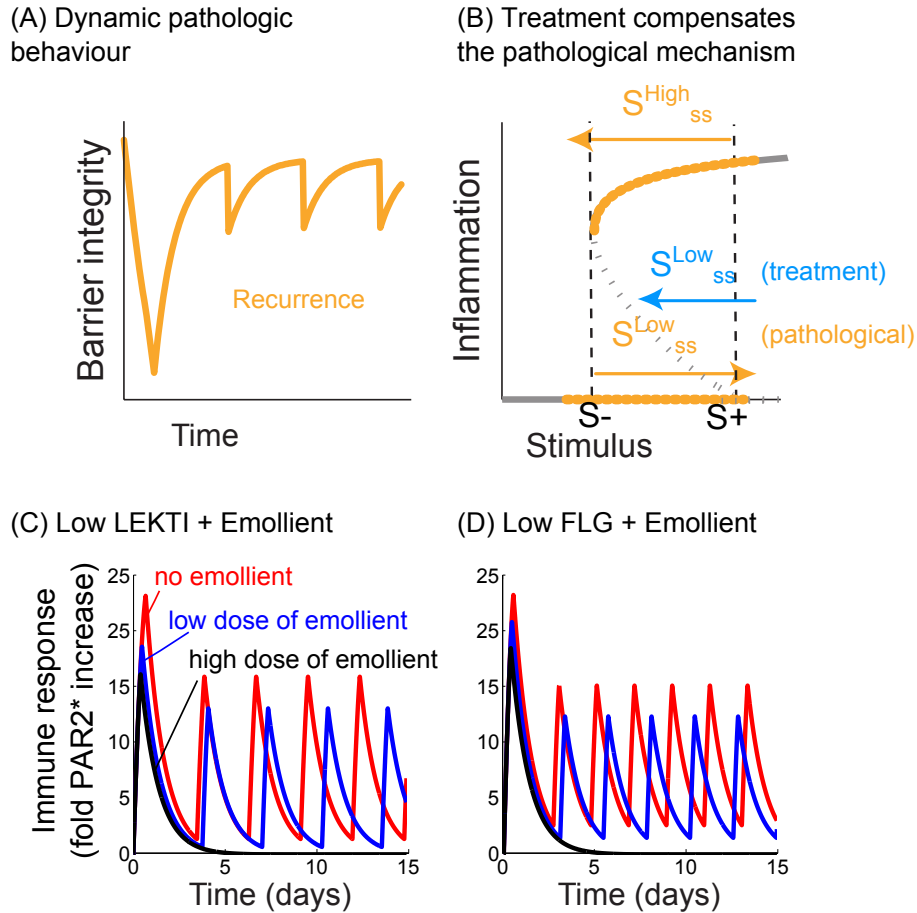 (A) Dynamic pathologic
behaviour
Barrier integrity
Recurrence
Time
(B) Treatment compensates
the pathological mechanism
S^High_ss
Inflammation
S^Low_ss (treatment)
S^Low_ss (pathological)
S- S+
Stimulus
(C) Low LEKTI + Emollient
Immune response
(fold PAR2* increase)
25
25
15
10
5
0
no emollient
low dose of emollient
high dose of emollient
0 5 10 15
Time (days)
(D) Low FLG + Emollient
25
25
15
10
5
0
0 5 10 15
Time (days)